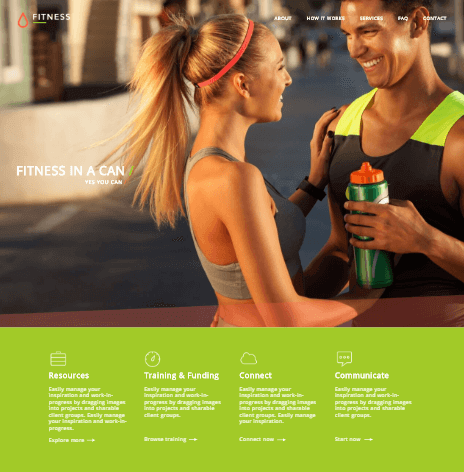 FITNESS
ABOUT HOW IT WORKS SERVICES FAQ CONTACT
FITNESS IN A CAN //
YES YOU CAN
Resources
Easily manage your
inspiration and work-in-
progress by dragging images
into projects and sharable
client groups. Easily manage
your inspiration and work-in-
progress.
Explore more
Training & Funding
Easily manage your
inspiration and work-in-
progress by dragging images
into projects and sharable
client groups.
Browse training
Connect
Easily manage your
inspiration and work-in-
progress by dragging images
into projects and sharable
client groups. Easily manage
your inspiration.
Connect now
Communicate
Easily manage your
inspiration and work-in-
progress by dragging images
into projects and sharable
client groups.
Start now